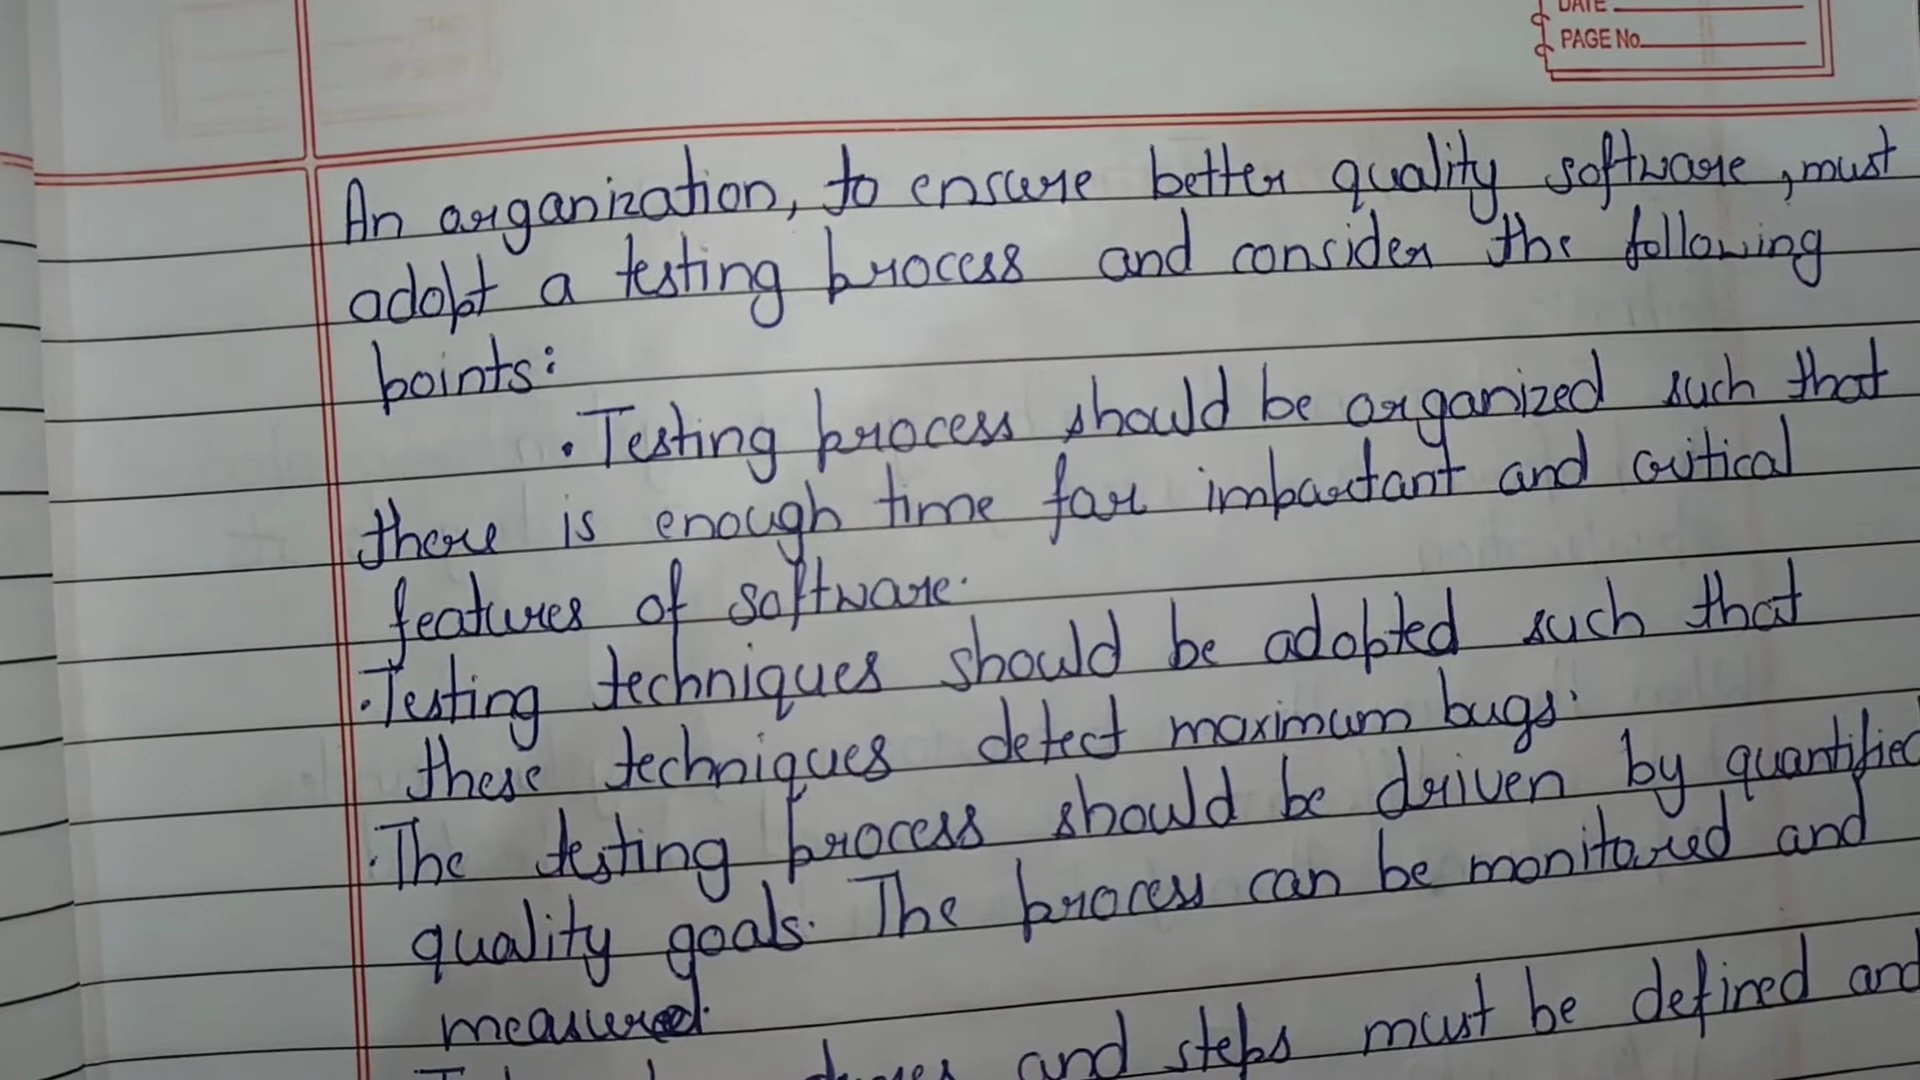 DATE
PAGE No.
An organization, to ensure better quality software, must
adopt a testing process and consider the following
points:
• Testing process should be organized such that
there is enough time for important and critical
features of software.
• Testing techniques should be adopted such that
these techniques detect maximum bugs.
• The testing process should be driven by quantified
quality goals. The process can be monitored and
measured.
and steps must be defined and